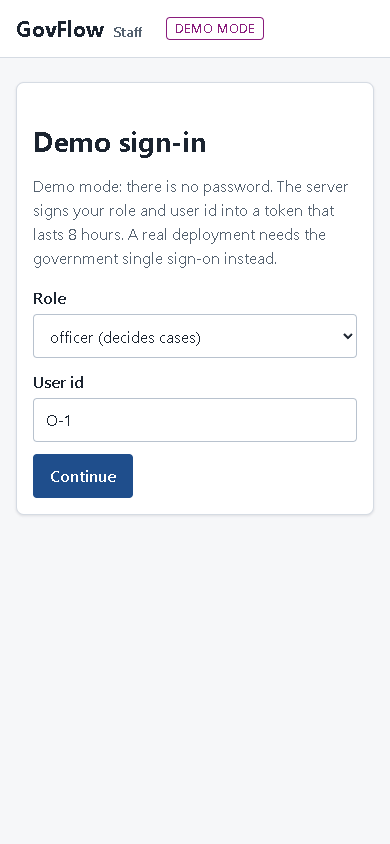 GovFlow Staff DEMO MODE
Demo sign-in
Demo mode: there is no password. The server
signs your role and user id into a token that
lasts 8 hours. A real deployment needs the
government single sign-on instead.
Role
officer (decides cases)
User id
O-1
Continue